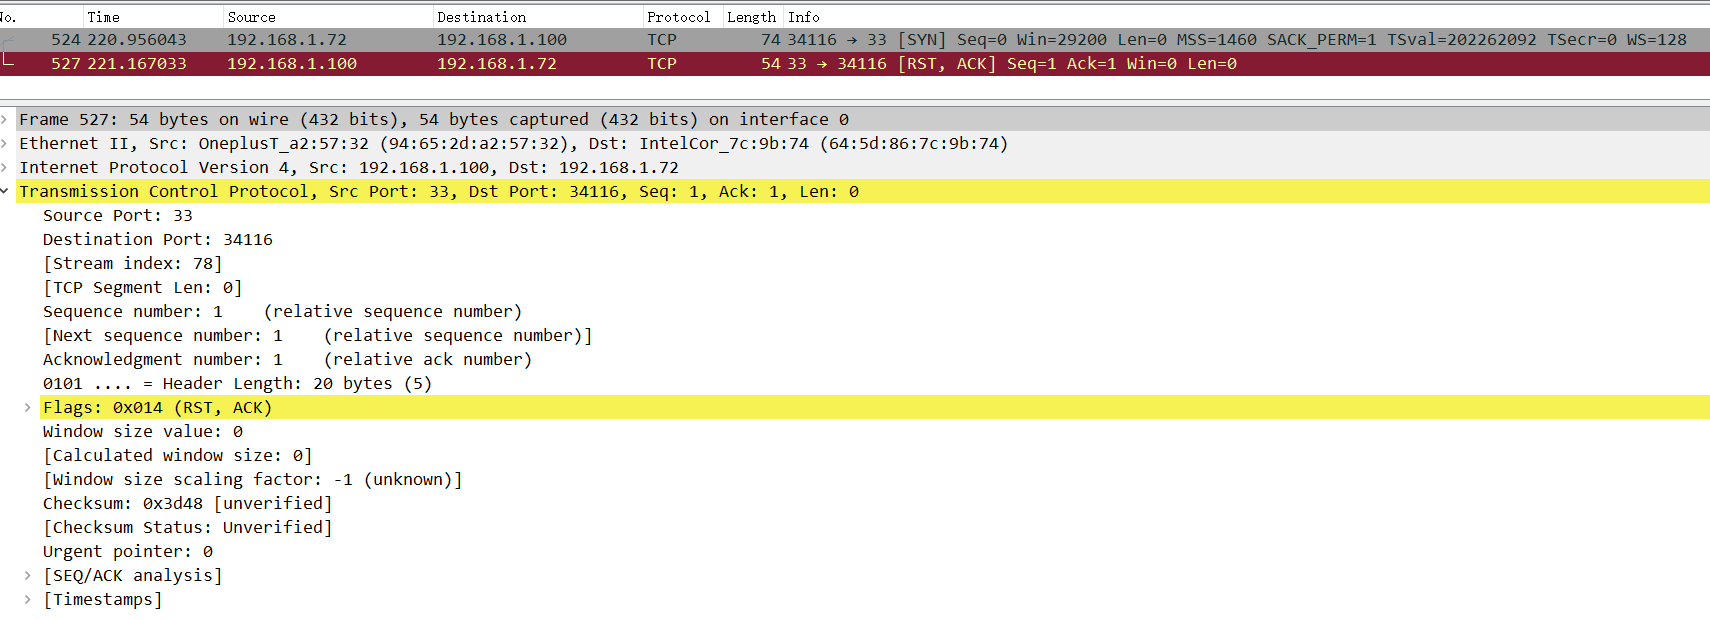 No. Time Source Destination Protocol Length Info
524 220.956043 192.168.1.72 192.168.1.100 TCP 74 34116 → 33 [SYN] Seq=0 Win=29200 Len=0 MSS=1460 SACK_PERM=1 TSval=202262092 TSecr=0 WS=128
527 221.167033 192.168.1.100 192.168.1.72 TCP 54 33 → 34116 [RST, ACK] Seq=1 Ack=1 Win=0 Len=0
Frame 527: 54 bytes on wire (432 bits), 54 bytes captured (432 bits) on interface 0
Ethernet II, Src: OneplusT_a2:57:32 (94:65:2d:a2:57:32), Dst: IntelCor_7c:9b:74 (64:5d:86:7c:9b:74)
Internet Protocol Version 4, Src: 192.168.1.100, Dst: 192.168.1.72
Transmission Control Protocol, Src Port: 33, Dst Port: 34116, Seq: 1, Ack: 1, Len: 0
Source Port: 33
Destination Port: 34116
[Stream index: 78]
[TCP Segment Len: 0]
Sequence number: 1    (relative sequence number)
[Next sequence number: 1    (relative sequence number)]
Acknowledgment number: 1    (relative ack number)
0101 .... = Header Length: 20 bytes (5)
Flags: 0x014 (RST, ACK)
Window size value: 0
[Calculated window size: 0]
[Window size scaling factor: -1 (unknown)]
Checksum: 0x3d48 [unverified]
[Checksum Status: Unverified]
Urgent pointer: 0
[SEQ/ACK analysis]
[Timestamps]